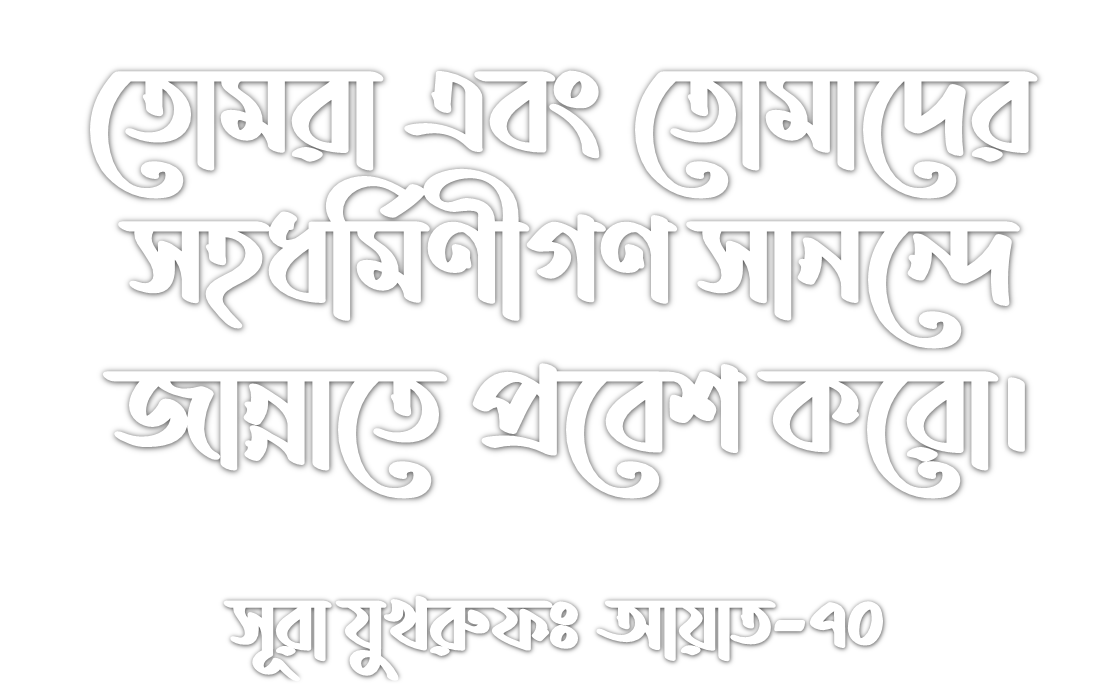 তোমরা এবং তোমাদের
সহধর্মিণীগণ সানন্দে
জান্নাতে প্রবেশ করো।
সূরা যুখরুফঃ আয়াত-৭০